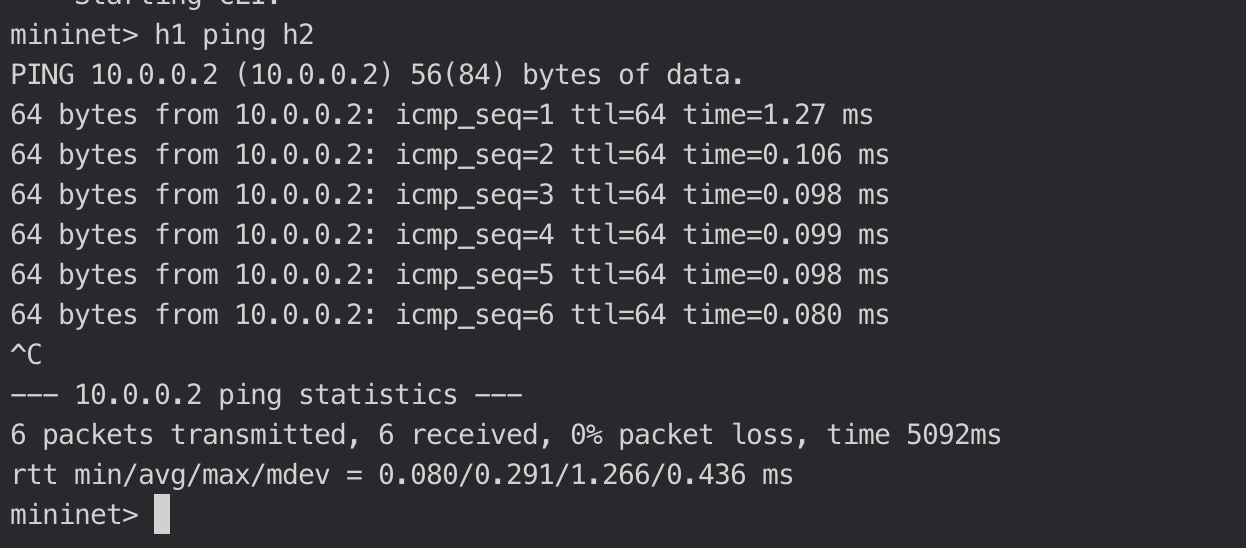 Starting CLI:
mininet> h1 ping h2
PING 10.0.0.2 (10.0.0.2) 56(84) bytes of data.
64 bytes from 10.0.0.2: icmp_seq=1 ttl=64 time=1.27 ms
64 bytes from 10.0.0.2: icmp_seq=2 ttl=64 time=0.106 ms
64 bytes from 10.0.0.2: icmp_seq=3 ttl=64 time=0.098 ms
64 bytes from 10.0.0.2: icmp_seq=4 ttl=64 time=0.099 ms
64 bytes from 10.0.0.2: icmp_seq=5 ttl=64 time=0.098 ms
64 bytes from 10.0.0.2: icmp_seq=6 ttl=64 time=0.080 ms
^C
--- 10.0.0.2 ping statistics ---
6 packets transmitted, 6 received, 0% packet loss, time 5092ms
rtt min/avg/max/mdev = 0.080/0.291/1.266/0.436 ms
mininet>